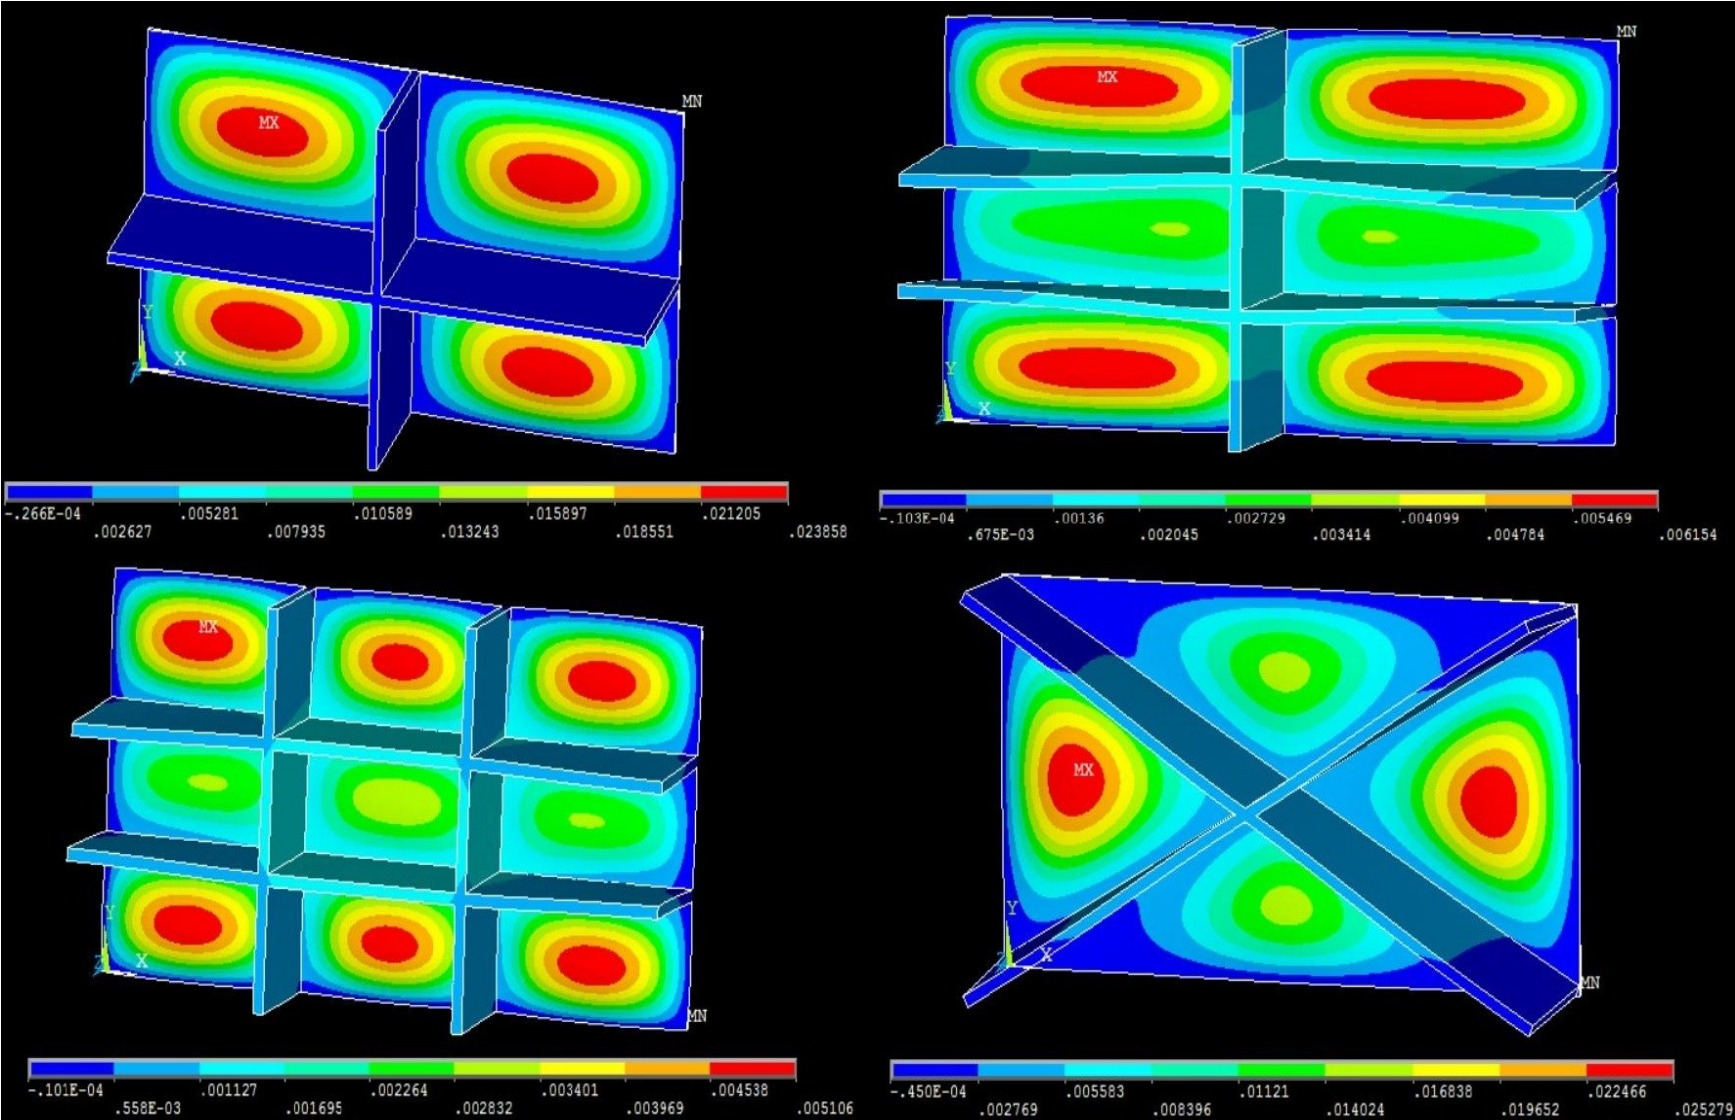 MX
MN
Y
X
Z
-.266E-04 .005281 .010589 .015897 .021205
.002627 .007935 .013243 .018551 .023858
MX
MN
Y
X
Z
-.103E-04 .00136 .002729 .004099 .005469
.675E-03 .002045 .003414 .004784 .006154
MX
Y
X
Z
MN
-.101E-04 .001127 .002264 .003401 .004538
.558E-03 .001695 .002832 .003969 .005106
MX
Y
X
Z
MN
-.450E-04 .005583 .01121 .016838 .022466
.002769 .008396 .014024 .019652